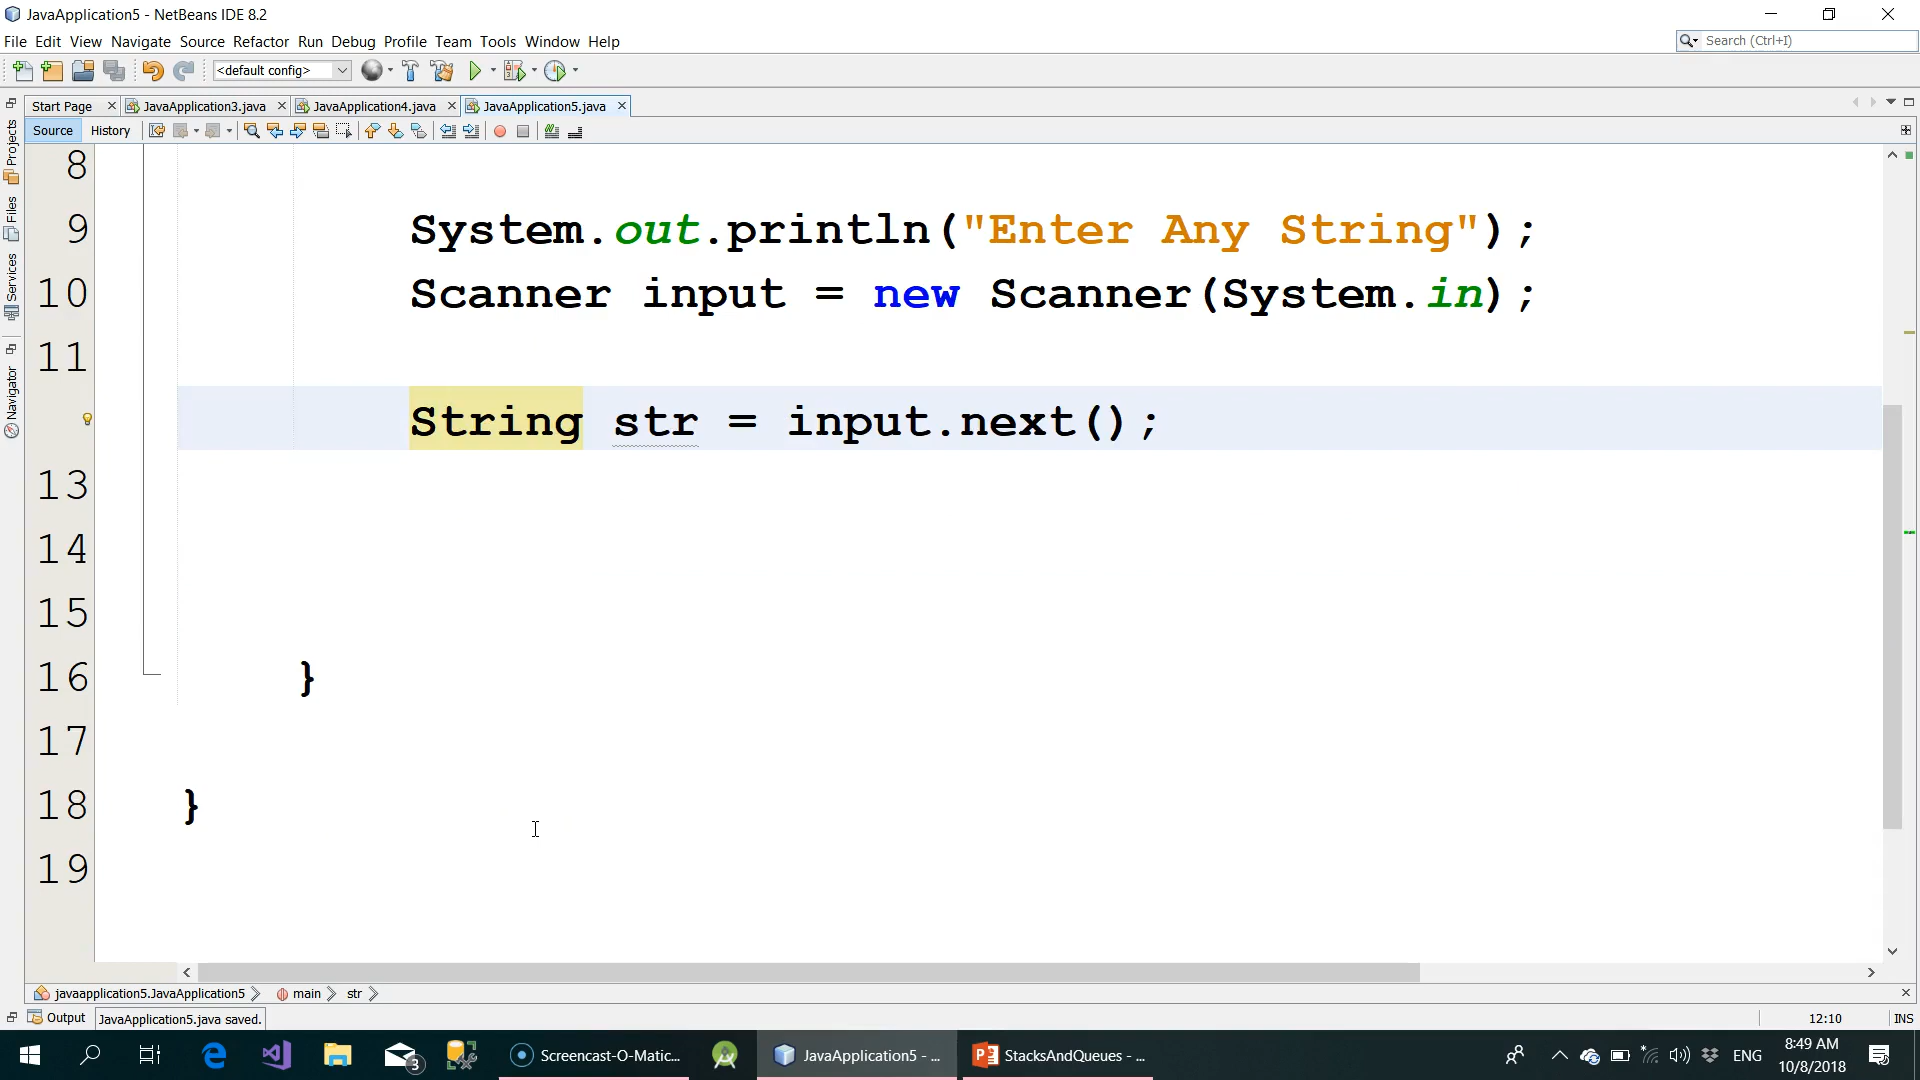 JavaApplication5 - NetBeans IDE 8.2
File Edit View Navigate Source Refactor Run Debug Profile Team Tools Window Help
Search (Ctrl+I)
<default config>
Start Page JavaApplication3.java JavaApplication4.java JavaApplication5.java
Source History
Projects
Files
Services
Navigator
8
9 System.out.println("Enter Any String");
10 Scanner input = new Scanner(System.in);
11
String str = input.next();
13
14
15
16 }
17
18 }
19
javaapplication5.JavaApplication5 main str
Output JavaApplication5.java saved. 12:10 INS
3 Screencast-O-Matic... JavaApplication5 - ... StacksAndQueues - ... ENG 8:49 AM
10/8/2018